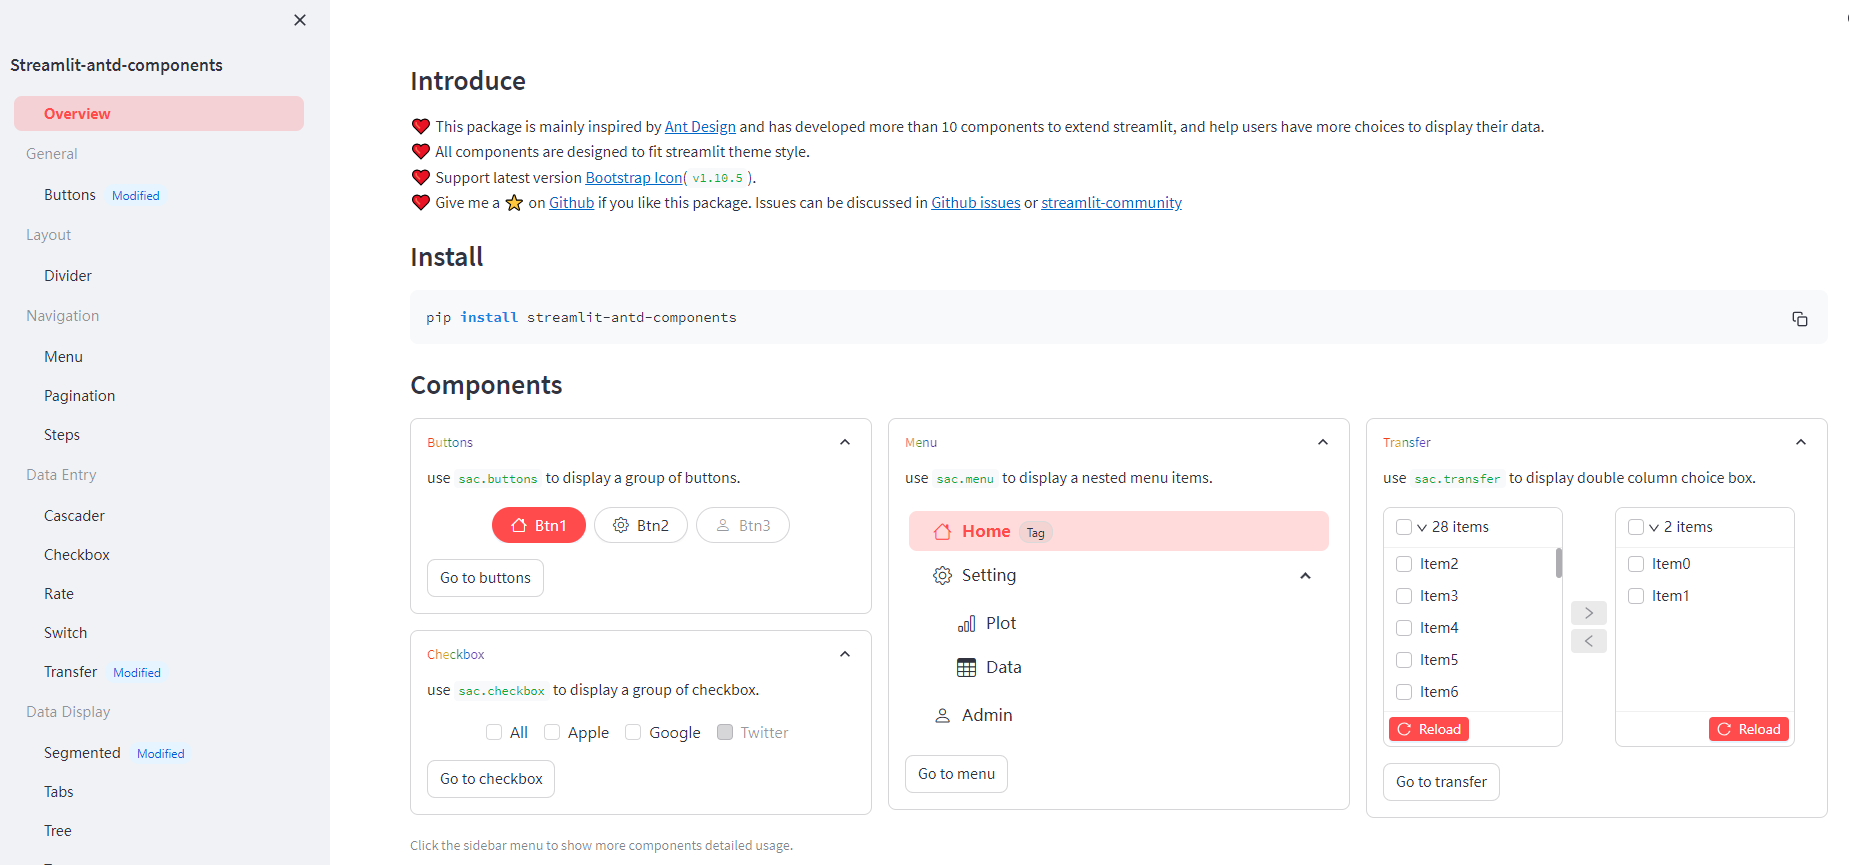 Streamlit-antd-components
Overview
General
Buttons Modified
Layout
Divider
Navigation
Menu
Pagination
Steps
Data Entry
Cascader
Checkbox
Rate
Switch
Transfer Modified
Data Display
Segmented Modified
Tabs
Tree
Introduce
This package is mainly inspired by Ant Design and has developed more than 10 components to extend streamlit, and help users have more choices to display their data.
All components are designed to fit streamlit theme style.
Support latest version Bootstrap Icon( v1.10.5 ).
Give me a ⭐ on Github if you like this package. Issues can be discussed in Github issues or streamlit-community
Install
pip install streamlit-antd-components
Components
Buttons
use sac.buttons to display a group of buttons.
Btn1 Btn2 Btn3
Go to buttons
Checkbox
use sac.checkbox to display a group of checkbox.
All Apple Google Twitter
Go to checkbox
Menu
use sac.menu to display a nested menu items.
Home Tag
Setting
Plot
Data
Admin
Go to menu
Transfer
use sac.transfer to display double column choice box.
28 items
Item2
Item3
Item4
Item5
Item6
Reload
2 items
Item0
Item1
Reload
Go to transfer
Click the sidebar menu to show more components detailed usage.